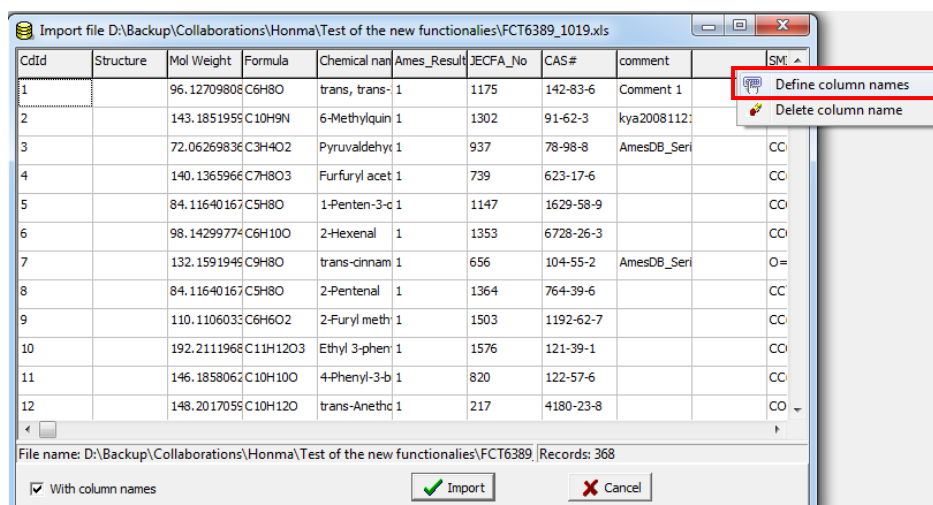 Import file D:\Backup\Collaborations\Honma\Test of the new functionalies\FCT6389_1019.xls
CdId Structure Mol Weight Formula Chemical nan Ames_Result JECFA_No CAS# comment SMI
Define column names
Delete column name
1 96.12709808 C6H8O trans, trans- 1 1175 142-83-6 Comment 1
2 143.1851959 C10H9N 6-Methylquin 1 1302 91-62-3 kya20081121
3 72.06269836 C3H4O2 Pyruvaldehyd 1 937 78-98-8 AmesDB_Seri CC
4 140.1365966 C7H8O3 Furfuryl acet 1 739 623-17-6 CC
5 84.11640167 C5H8O 1-Penten-3-o 1 1147 1629-58-9 CC
6 98.14299774 C6H10O 2-Hexenal 1 1353 6728-26-3 CC
7 132.1591949 C9H8O trans-cinnam 1 656 104-55-2 AmesDB_Seri O=
8 84.11640167 C5H8O 2-Pentenal 1 1364 764-39-6 CC
9 110.1106033 C6H6O2 2-Furyl meth 1 1503 1192-62-7 CC
10 192.2111968 C11H12O3 Ethyl 3-phen 1 1576 121-39-1 CC
11 146.1858062 C10H10O 4-Phenyl-3-b 1 820 122-57-6 CC
12 148.2017059 C10H12O trans-Anetho 1 217 4180-23-8 CO
File name: D:\Backup\Collaborations\Honma\Test of the new functionalies\FCT6389_ Records: 368
With column names Import Cancel